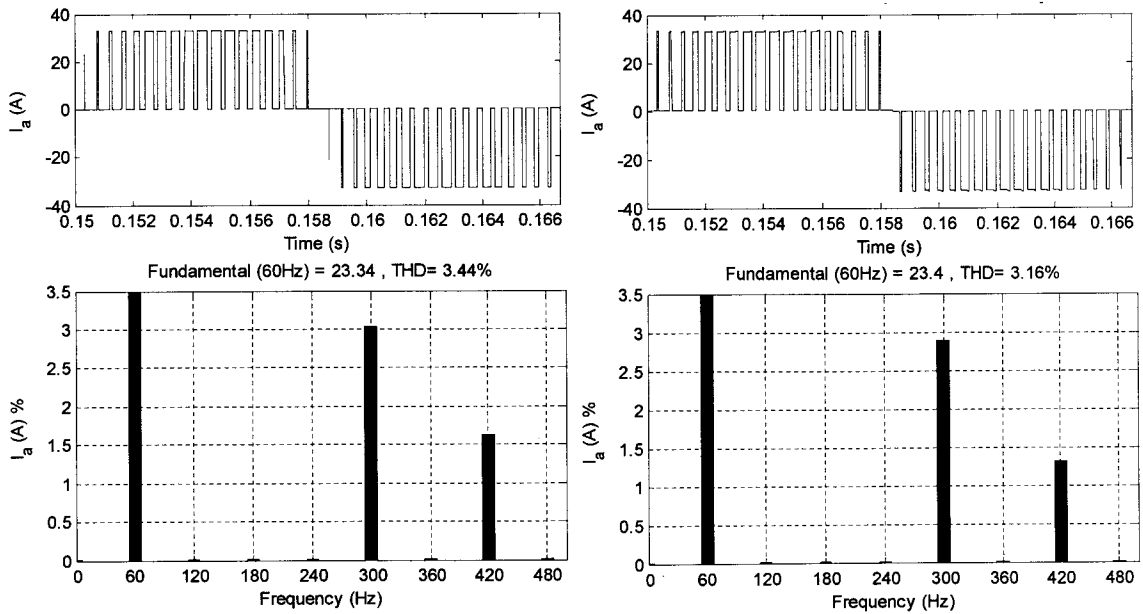 40
20
0
-20
-40
I_a (A)
0.15 0.152 0.154 0.156 0.158 0.16 0.162 0.164 0.166
Time (s)
Fundamental (60Hz) = 23.34 , THD= 3.44%
3.5
3
2.5
2
1.5
1
0.5
0
I_a (A) %
0 60 120 180 240 300 360 420 480
Frequency (Hz)
40
20
0
-20
-40
I_a (A)
0.15 0.152 0.154 0.156 0.158 0.16 0.162 0.164 0.166
Time (s)
Fundamental (60Hz) = 23.4 , THD= 3.16%
3.5
3
2.5
2
1.5
1
0.5
0
I_a (A) %
0 60 120 180 240 300 360 420 480
Frequency (Hz)